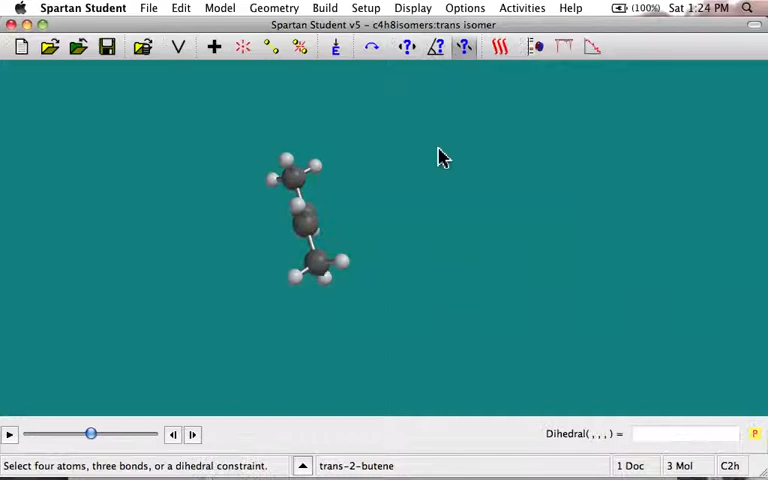 Spartan Student File Edit Model Geometry Build Setup Display Options Activities Help (100%) Sat 1:24 PM
Spartan Student v5 - c4h8isomers:trans isomer
Dihedral( , , , ) = P
Select four atoms, three bonds, or a dihedral constraint. trans-2-butene 1 Doc 3 Mol C2h